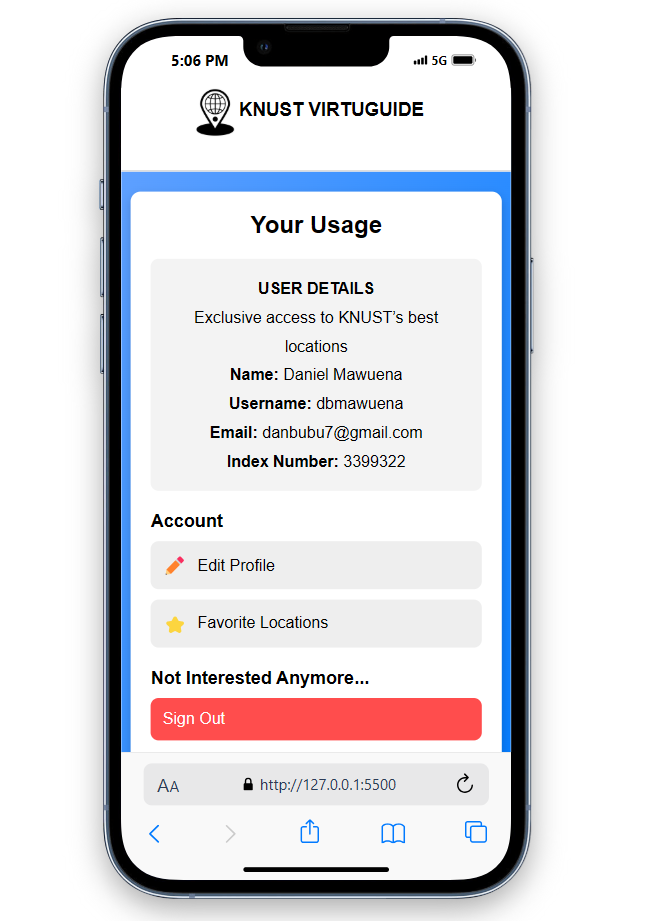 5:06 PM
5G
KNUST VIRTUGUIDE
Your Usage
USER DETAILS
Exclusive access to KNUST’s best
locations
Name: Daniel Mawuena
Username: dbmawuena
Email: danbubu7@gmail.com
Index Number: 3399322
Account
Edit Profile
Favorite Locations
Not Interested Anymore...
Sign Out
AA
http://127.0.0.1:5500